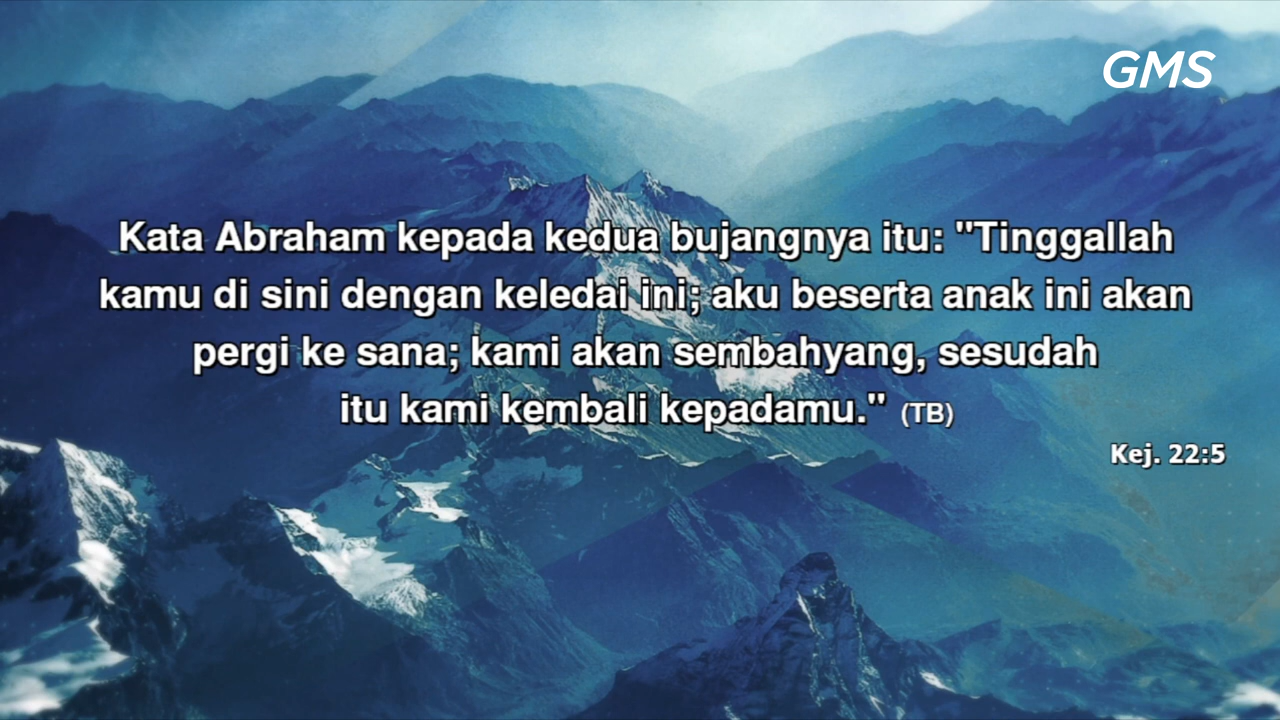 GMS
Kata Abraham kepada kedua bujangnya itu: "Tinggallah
kamu di sini dengan keledai ini; aku beserta anak ini akan
pergi ke sana; kami akan sembahyang, sesudah
itu kami kembali kepadamu." (TB)
Kej. 22:5